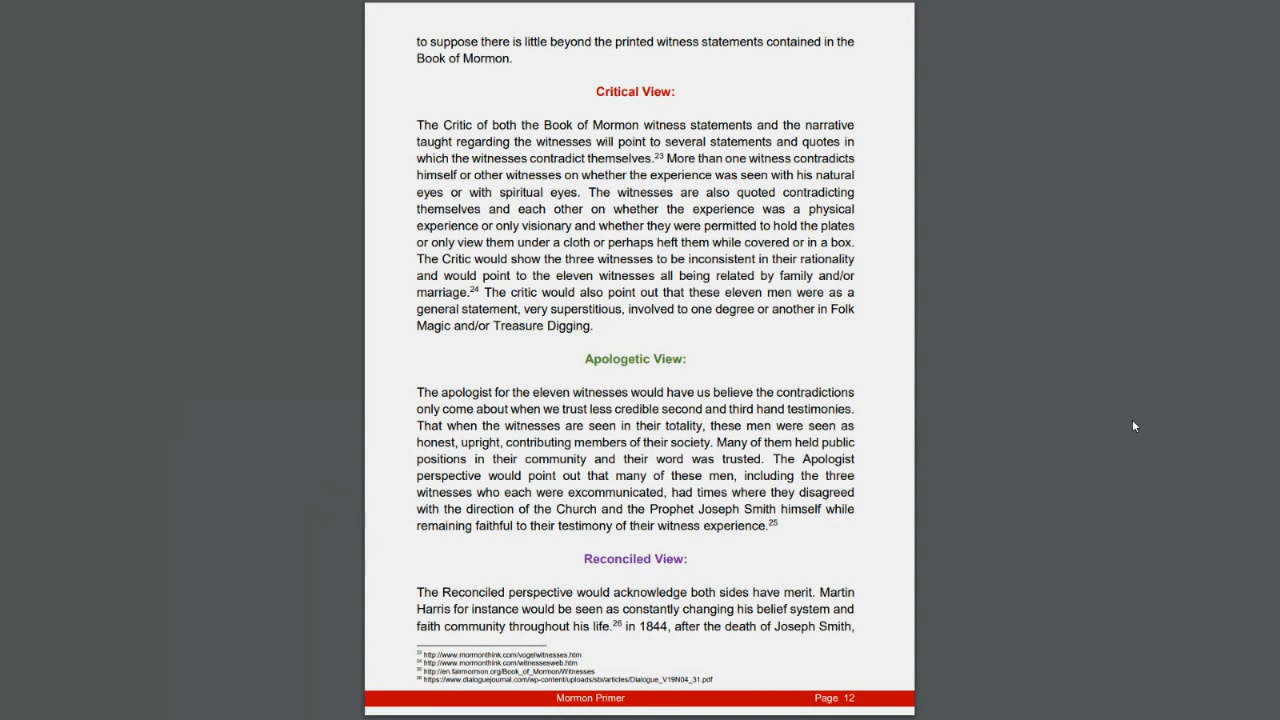 to suppose there is little beyond the printed witness statements contained in the
Book of Mormon.
Critical View:
The Critic of both the Book of Mormon witness statements and the narrative
taught regarding the witnesses will point to several statements and quotes in
which the witnesses contradict themselves.23 More than one witness contradicts
himself or other witnesses on whether the experience was seen with his natural
eyes or with spiritual eyes. The witnesses are also quoted contradicting
themselves and each other on whether the experience was a physical
experience or only visionary and whether they were permitted to hold the plates
or only view them under a cloth or perhaps heft them while covered or in a box.
The Critic would show the three witnesses to be inconsistent in their rationality
and would point to the eleven witnesses all being related by family and/or
marriage.24 The critic would also point out that these eleven men were as a
general statement, very superstitious, involved to one degree or another in Folk
Magic and/or Treasure Digging.
Apologetic View:
The apologist for the eleven witnesses would have us believe the contradictions
only come about when we trust less credible second and third hand testimonies.
That when the witnesses are seen in their totality, these men were seen as
honest, upright, contributing members of their society. Many of them held public
positions in their community and their word was trusted. The Apologist
perspective would point out that many of these men, including the three
witnesses who each were excommunicated, had times where they disagreed
with the direction of the Church and the Prophet Joseph Smith himself while
remaining faithful to their testimony of their witness experience.25
Reconciled View:
The Reconciled perspective would acknowledge both sides have merit. Martin
Harris for instance would be seen as constantly changing his belief system and
faith community throughout his life.26 in 1844, after the death of Joseph Smith,
23 http://www.mormonthink.com/vogelwitnesses.htm
24 http://www.mormonthink.com/witnessesweb.htm
25 http://en.fairmormon.org/Book_of_Mormon/Witnesses
26 https://www.dialoguejournal.com/wp-content/uploads/sbi/articles/Dialogue_V19N04_31.pdf
Mormon Primer Page 12